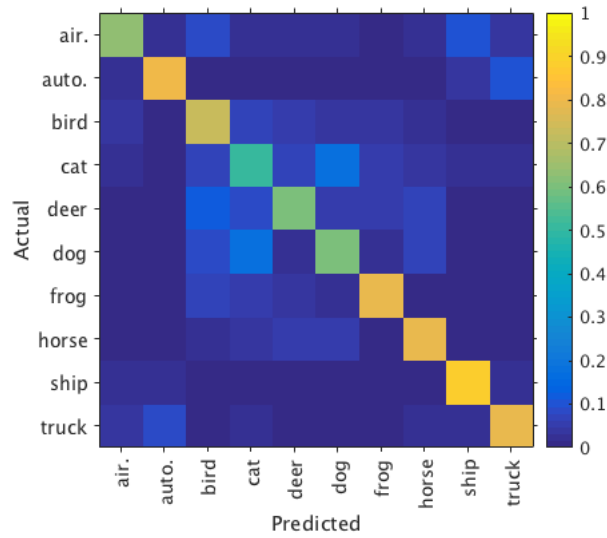 air.
auto.
bird
cat
deer
dog
frog
horse
ship
truck
Actual
air.
auto.
bird
cat
deer
dog
frog
horse
ship
truck
Predicted
1
0.9
0.8
0.7
0.6
0.5
0.4
0.3
0.2
0.1
0